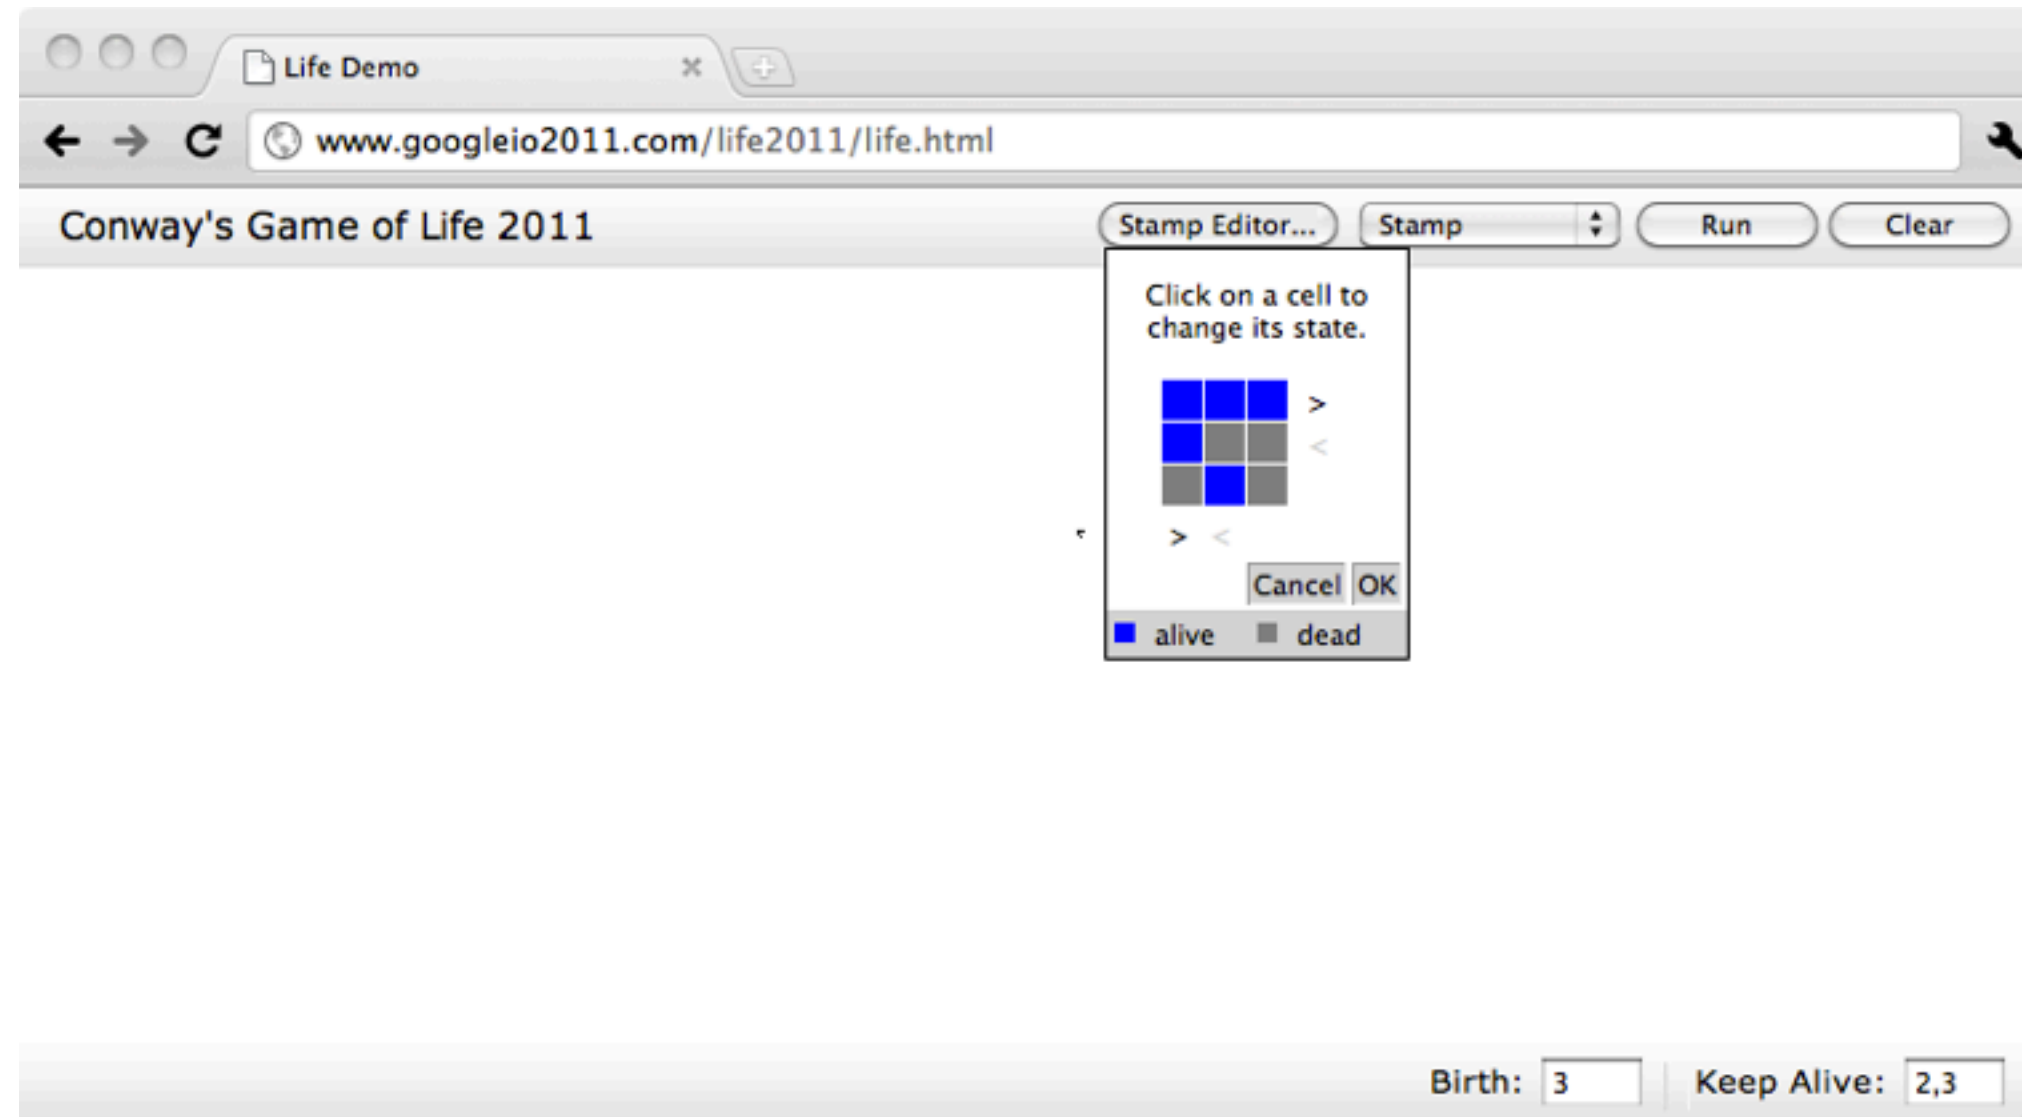 Life Demo
www.googleio2011.com/life2011/life.html
Conway's Game of Life 2011
Stamp Editor...
Stamp
Run
Clear
Click on a cell to
change its state.
>
<
> <
Cancel OK
alive dead
Birth: 3 Keep Alive: 2,3